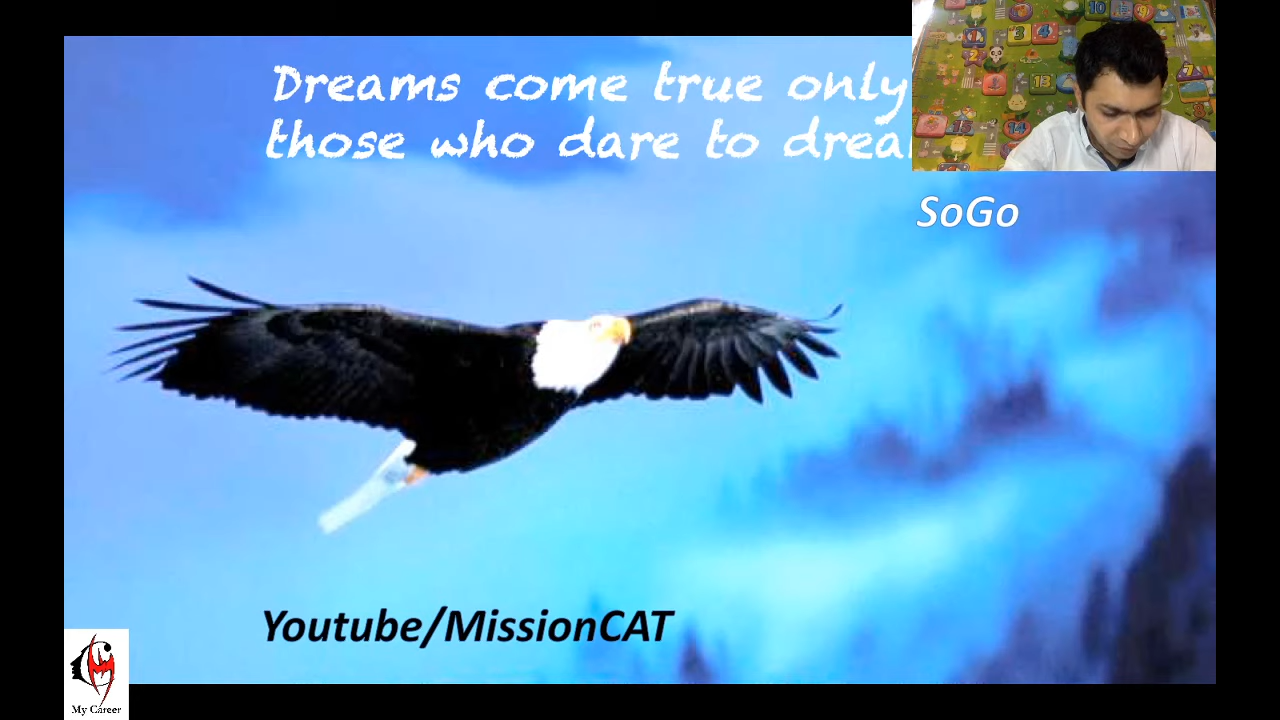 Dreams come true only
those who dare to
SoGo
Youtube/MissionCAT
My Career